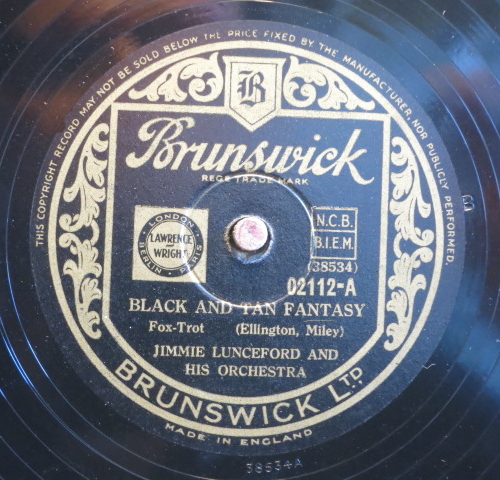 THIS COPYRIGHT RECORD MAY NOT BE SOLD BELOW THE PRICE FIXED BY THE MANUFACTURER, NOR PUBLICLY PERFORMED.
B
Brunswick
REGD TRADE MARK
LONDON
LAWRENCE
AND
WRIGHT
BERLIN - PARIS
N.C.B.
B.I.E.M.
(38534)
02112-A
BLACK AND TAN FANTASY
Fox-Trot (Ellington, Miley)
JIMMIE LUNCEFORD AND
HIS ORCHESTRA
BRUNSWICK LTD.
MADE IN ENGLAND
38534A